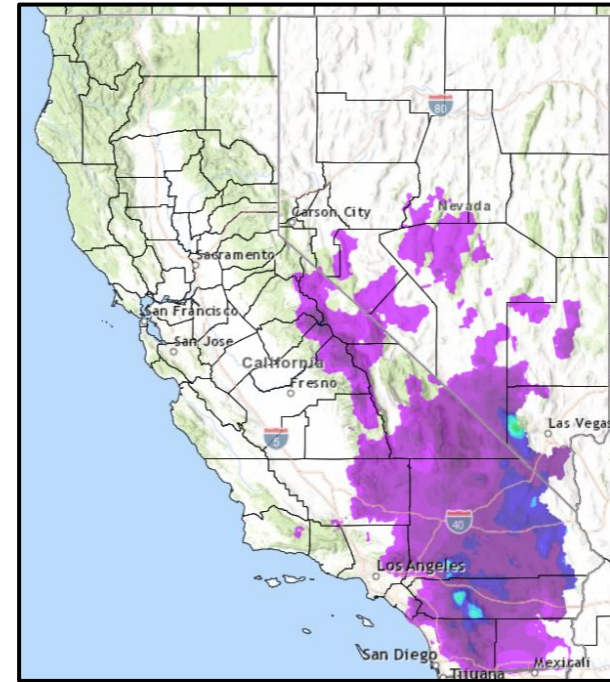 80
Nevada
Carson City
Sacramento
San Francisco
San Jose
California
Fresno
5
Las Vegas
40
Los Angeles
San Diego
Mexicali
Tijuana